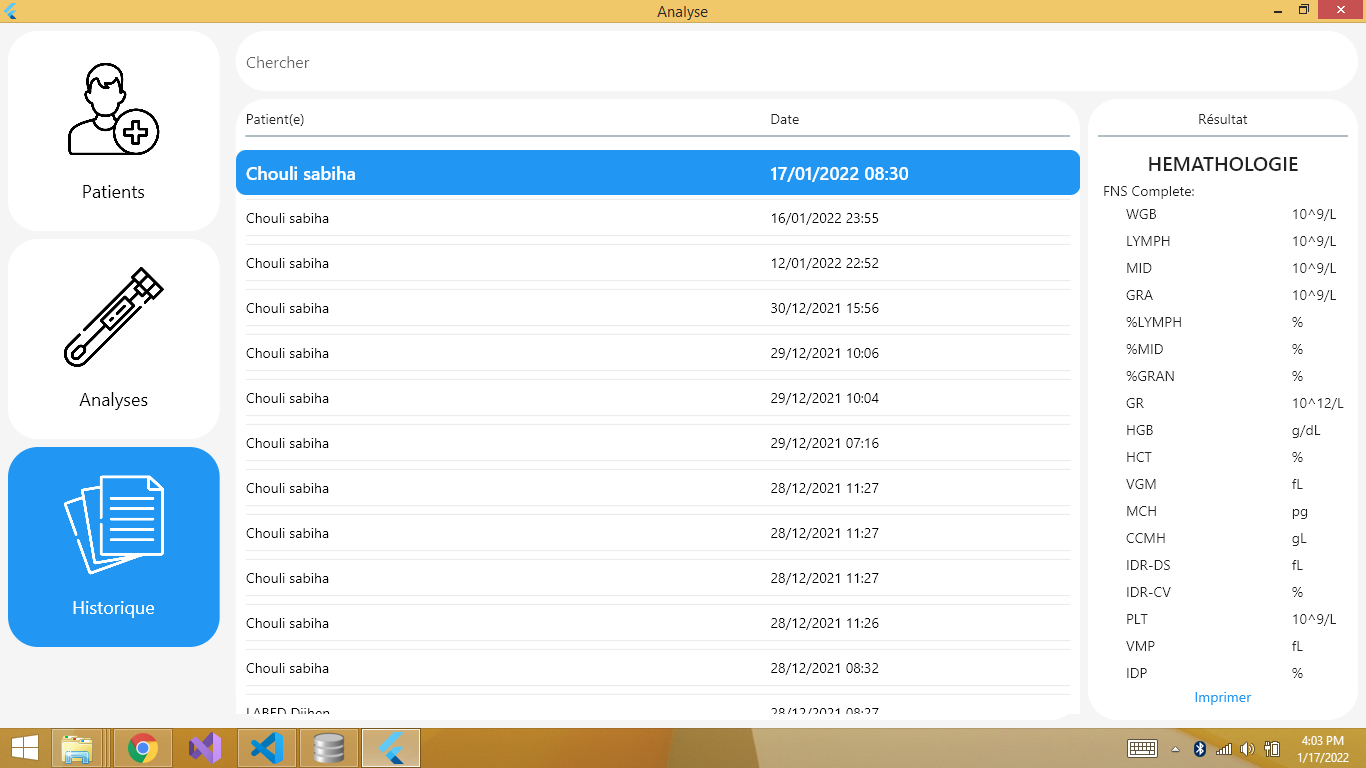 Analyse
Chercher
Patients
Analyses
Historique
Patient(e) Date
Chouli sabiha 17/01/2022 08:30
Chouli sabiha 16/01/2022 23:55
Chouli sabiha 12/01/2022 22:52
Chouli sabiha 30/12/2021 15:56
Chouli sabiha 29/12/2021 10:06
Chouli sabiha 29/12/2021 10:04
Chouli sabiha 29/12/2021 07:16
Chouli sabiha 28/12/2021 11:27
Chouli sabiha 28/12/2021 11:27
Chouli sabiha 28/12/2021 11:27
Chouli sabiha 28/12/2021 11:26
Chouli sabiha 28/12/2021 08:32
LABED Djihen 28/12/2021 08:27
Résultat
HEMATHOLOGIE
FNS Complete:
WGB 10^9/L
LYMPH 10^9/L
MID 10^9/L
GRA 10^9/L
%LYMPH %
%MID %
%GRAN %
GR 10^12/L
HGB g/dL
HCT %
VGM fL
MCH pg
CCMH gL
IDR-DS fL
IDR-CV %
PLT 10^9/L
VMP fL
IDP %
Imprimer
4:03 PM
1/17/2022